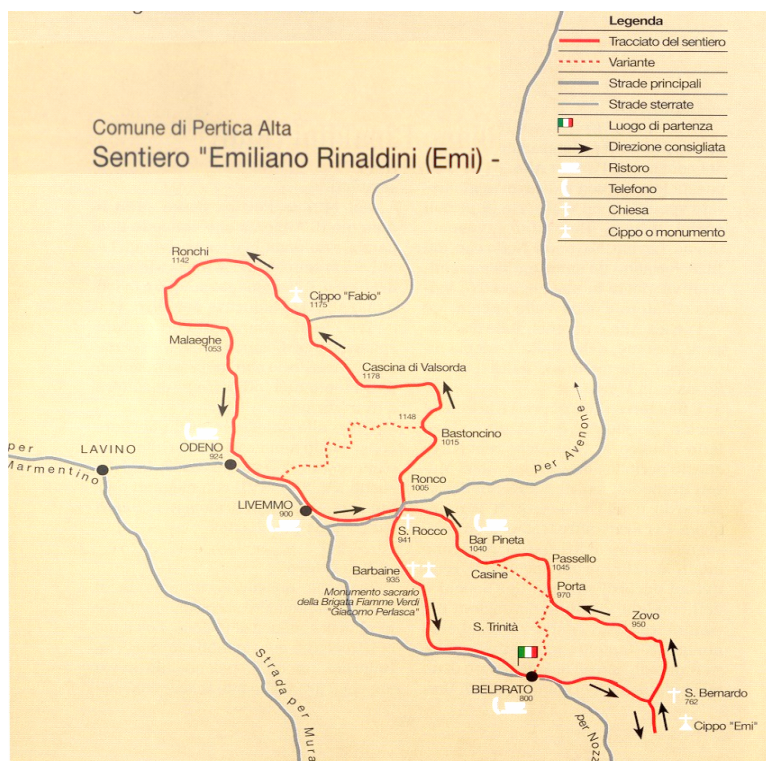 Legenda
Tracciato del sentiero
Variante
Strade principali
Strade sterrate
Luogo di partenza
Direzione consigliata
Ristoro
Telefono
Chiesa
Cippo o monumento
Comune di Pertica Alta
Sentiero "Emiliano Rinaldini (Emi) -
Ronchi
1142
Cippo "Fabio"
1175
Malaeghe
1053
Cascina di Valsorda
1178
1148
Bastoncino
1015
per Avenone
per
Marmentino
LAVINO
ODENO
924
Ronco
1005
LIVEMMO
900
S. Rocco
941
Bar Pineta
1040
Passello
1045
Casine
Porta
970
Barbaine
935
Monumento sacrario
della Brigata Fiamme Verdi
"Giacomo Perlasca"
Zovo
950
S. Trinità
BELPRATO
800
S. Bernardo
762
Cippo "Emi"
Strada per Mura
per Nozza